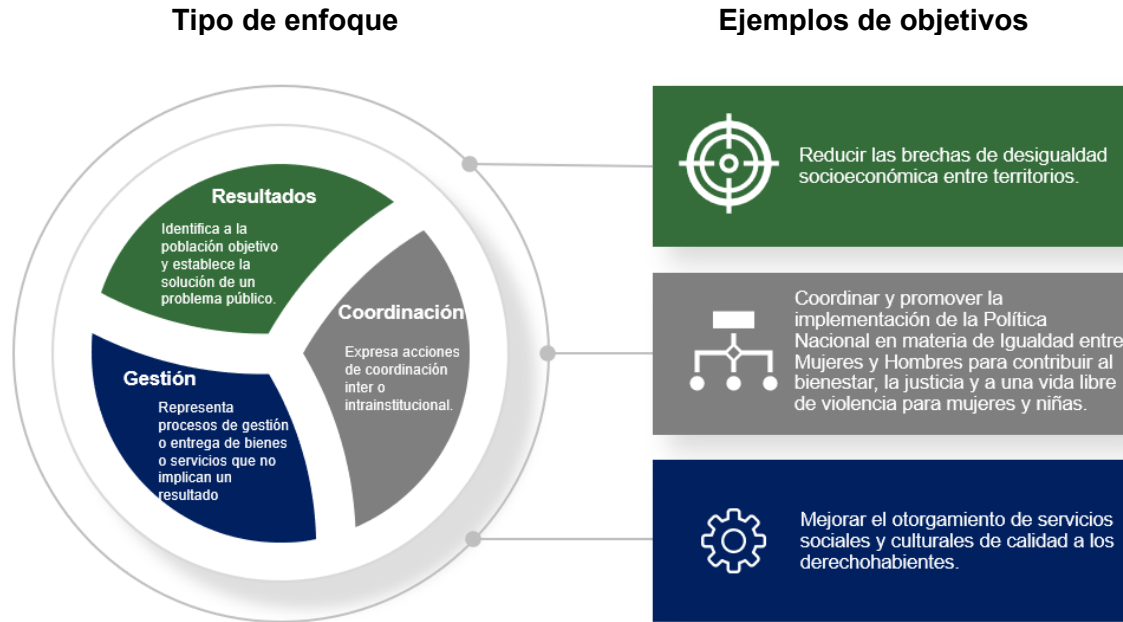 Tipo de enfoque
Ejemplos de objetivos
Resultados
Identifica a la
población objetivo
y establece la
solución de un
problema público.
Coordinación
Expresa acciones
de coordinación
inter o
intrainstitucional.
Gestión
Representa
procesos de gestión
o entrega de bienes
o servicios que no
implican un
resultado
Reducir las brechas de desigualdad
socioeconómica entre territorios.
Coordinar y promover la
implementación de la Política
Nacional en materia de Igualdad entre
Mujeres y Hombres para contribuir al
bienestar, la justicia y a una vida libre
de violencia para mujeres y niñas.
Mejorar el otorgamiento de servicios
sociales y culturales de calidad a los
derechohabientes.